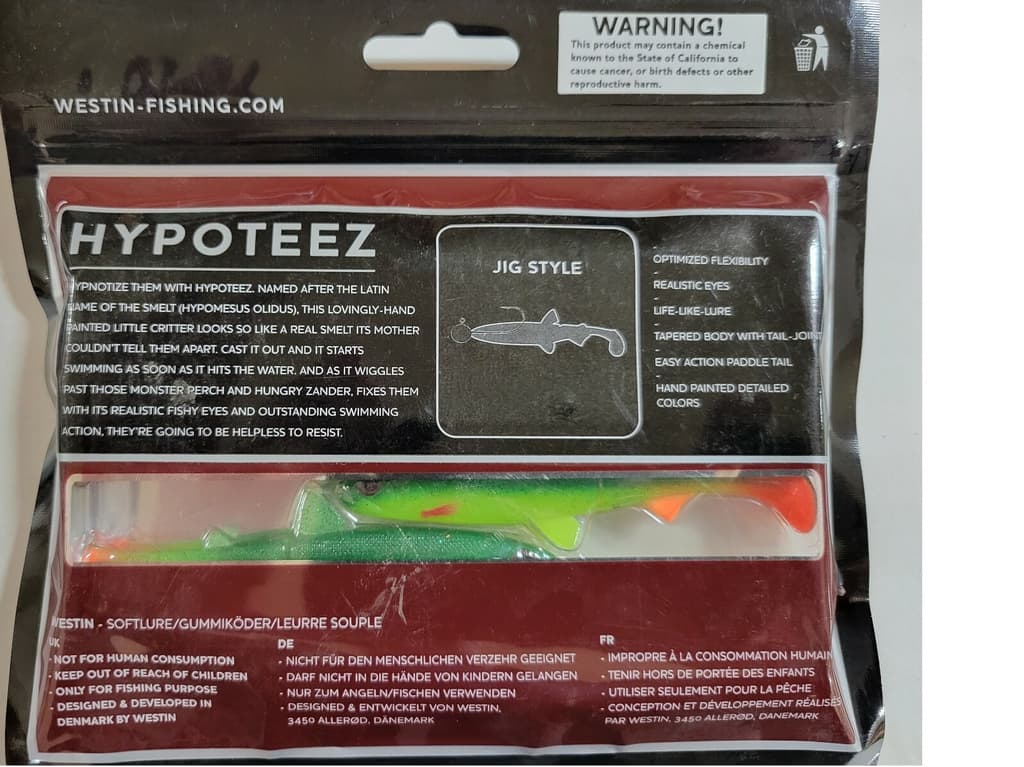 WARNING!
This product may contain a chemical
known to the State of California to
cause cancer, or birth defects or other
reproductive harm.
WESTIN-FISHING.COM
HYPOTEEZ
HYPNOTIZE THEM WITH HYPOTEEZ. NAMED AFTER THE LATIN
NAME OF THE SMELT (HYPOMESUS OLIDUS), THIS LOVINGLY-HAND
PAINTED LITTLE CRITTER LOOKS SO LIKE A REAL SMELT ITS MOTHER
COULDN'T TELL THEM APART. CAST IT OUT AND IT STARTS
SWIMMING AS SOON AS IT HITS THE WATER. AND AS IT WIGGLES
PAST THOSE MONSTER PERCH AND HUNGRY ZANDER, FIXES THEM
WITH ITS REALISTIC FISHY EYES AND OUTSTANDING SWIMMING
ACTION, THEY'RE GOING TO BE HELPLESS TO RESIST.
JIG STYLE
OPTIMIZED FLEXIBILITY
-
REALISTIC EYES
-
LIFE-LIKE-LURE
-
TAPERED BODY WITH TAIL-JOINT
-
EASY ACTION PADDLE TAIL
-
HAND PAINTED DETAILED
COLORS
WESTIN - SOFTLURE/GUMMIKÖDER/LEURRE SOUPLE
UK
- NOT FOR HUMAN CONSUMPTION
- KEEP OUT OF REACH OF CHILDREN
- ONLY FOR FISHING PURPOSE
- DESIGNED & DEVELOPED IN
DENMARK BY WESTIN
DE
- NICHT FÜR DEN MENSCHLICHEN VERZEHR GEEIGNET
- DARF NICHT IN DIE HÄNDE VON KINDERN GELANGEN
- NUR ZUM ANGELN/FISCHEN VERWENDEN
- DESIGNED & ENTWICKELT VON WESTIN,
3450 ALLERØD, DÄNEMARK
FR
- IMPROPRE À LA CONSOMMATION HUMAIN
- TENIR HORS DE PORTÉE DES ENFANTS
- UTILISER SEULEMENT POUR LA PÊCHE
- CONCEPTION ET DÉVELOPPEMENT RÉALISÉS
PAR WESTIN, 3450 ALLERØD, DANEMARK